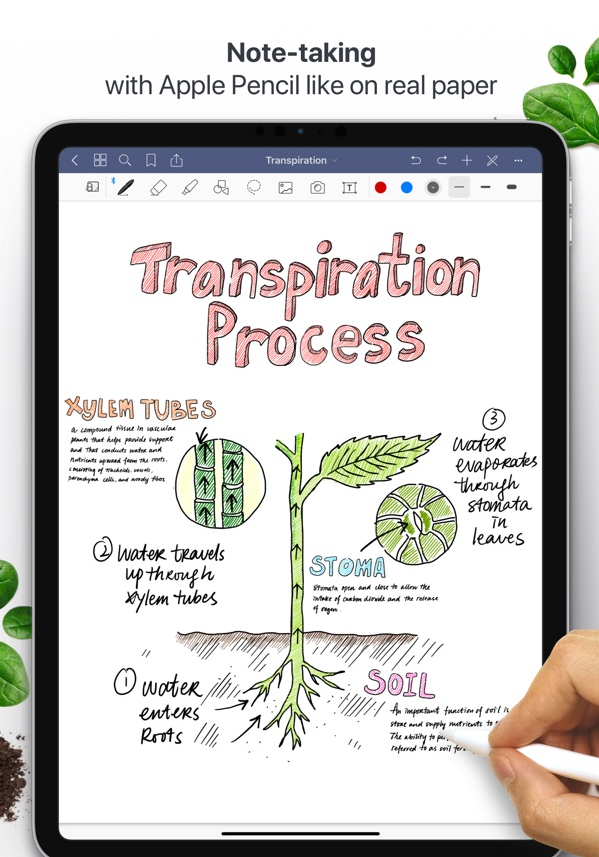 Note-taking
with Apple Pencil like on real paper
Transpiration
Transpiration
Process
XYLEM TUBES
A compound tissue in vascular
plants that helps provide support
and that conducts water and
nutrients upward from the roots,
consisting of tracheids, vessels,
parenchyma cells, and woody fibers
3
Water
evaporates
through
stomata
in
leaves
2 Water travels
up through
xylem tubes
STOMA
Stomata open and close to allow the
intake of carbon dioxide and the release
of
1 Water
enters
Roots
SOIL
An important function of soil is
store and supply nutrients to
The ability to
referred to as soil